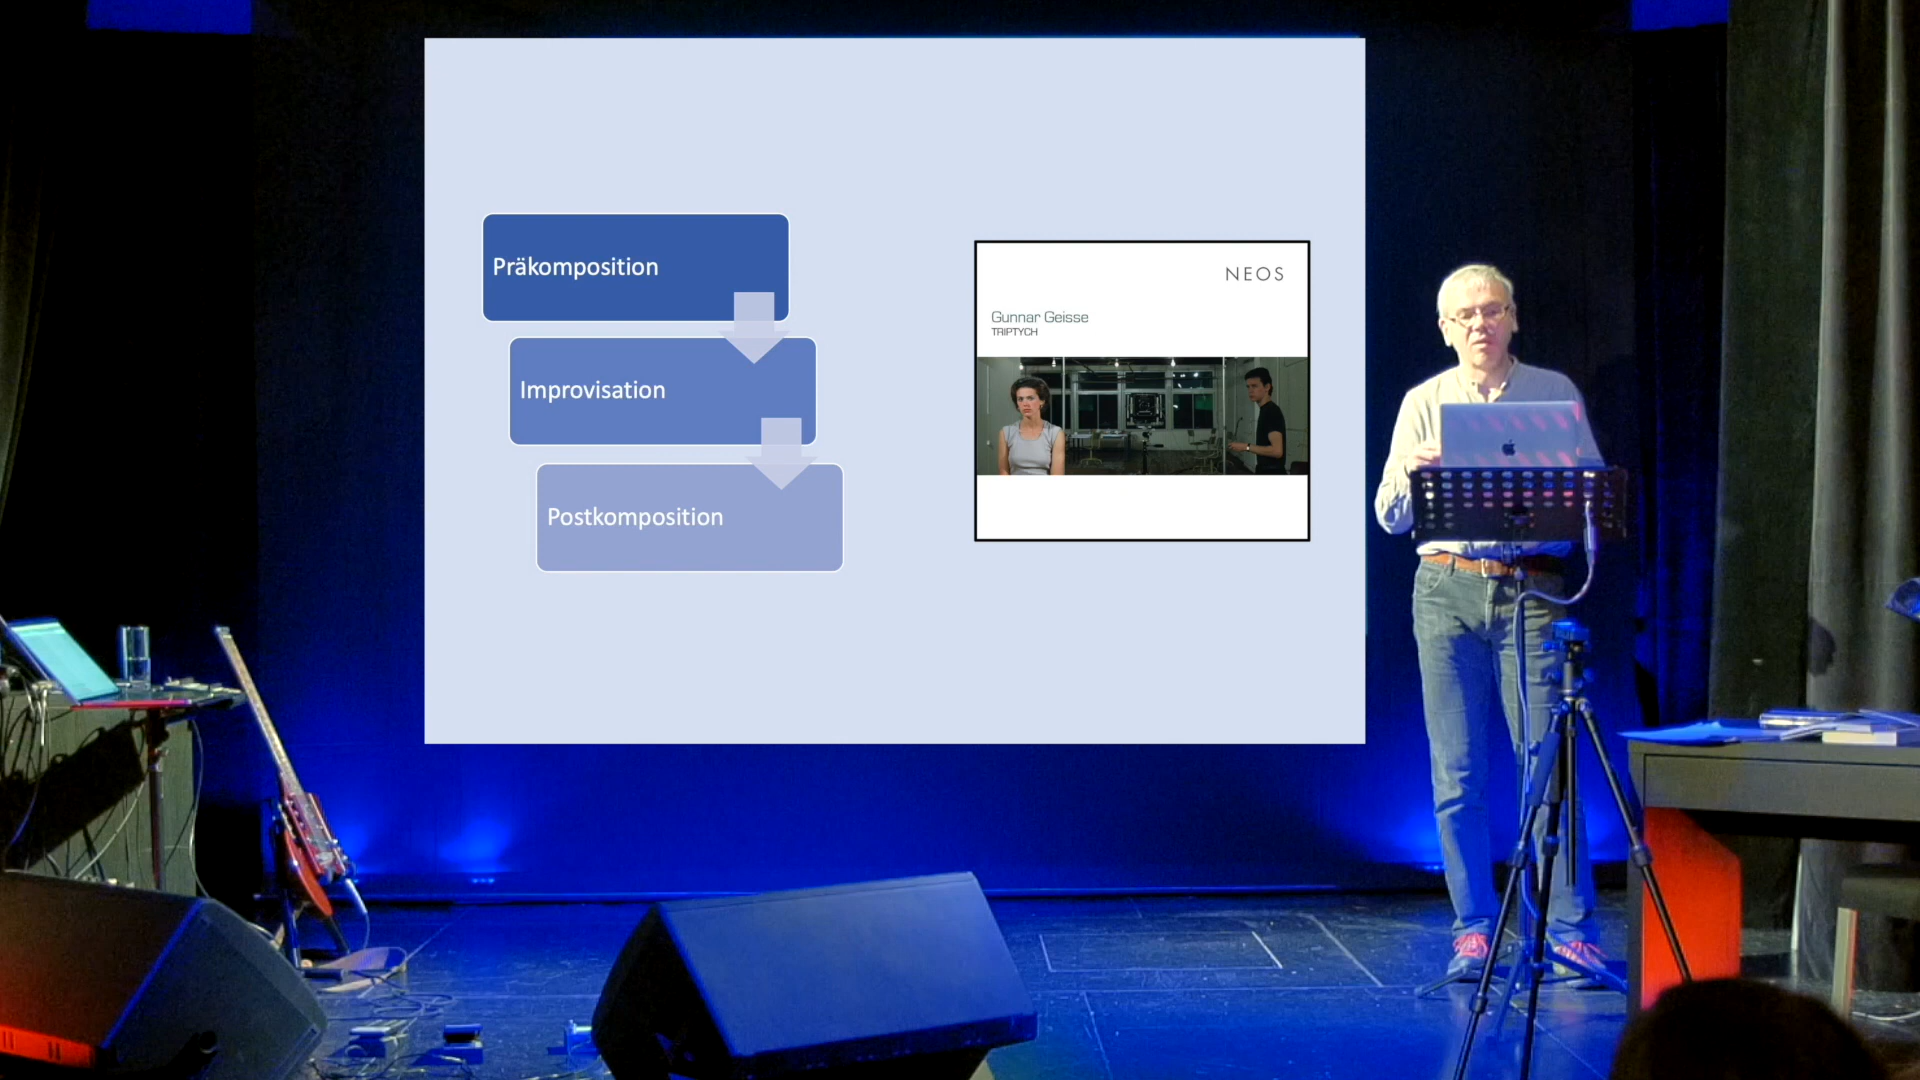 Präkomposition
Improvisation
Postkomposition
NEOS
Gunnar Geisse
TRIPTYCH